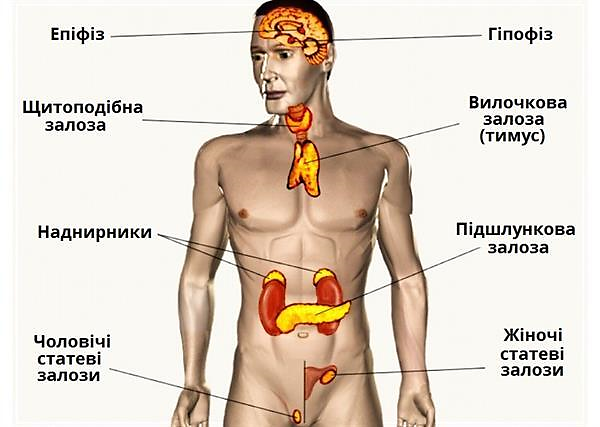 Епіфіз
Гіпофіз
Щитоподібна
залоза
Вилочкова
залоза
(тимус)
Наднирники
Підшлункова
залоза
Чоловічі
статеві
залози
Жіночі
статеві
залози